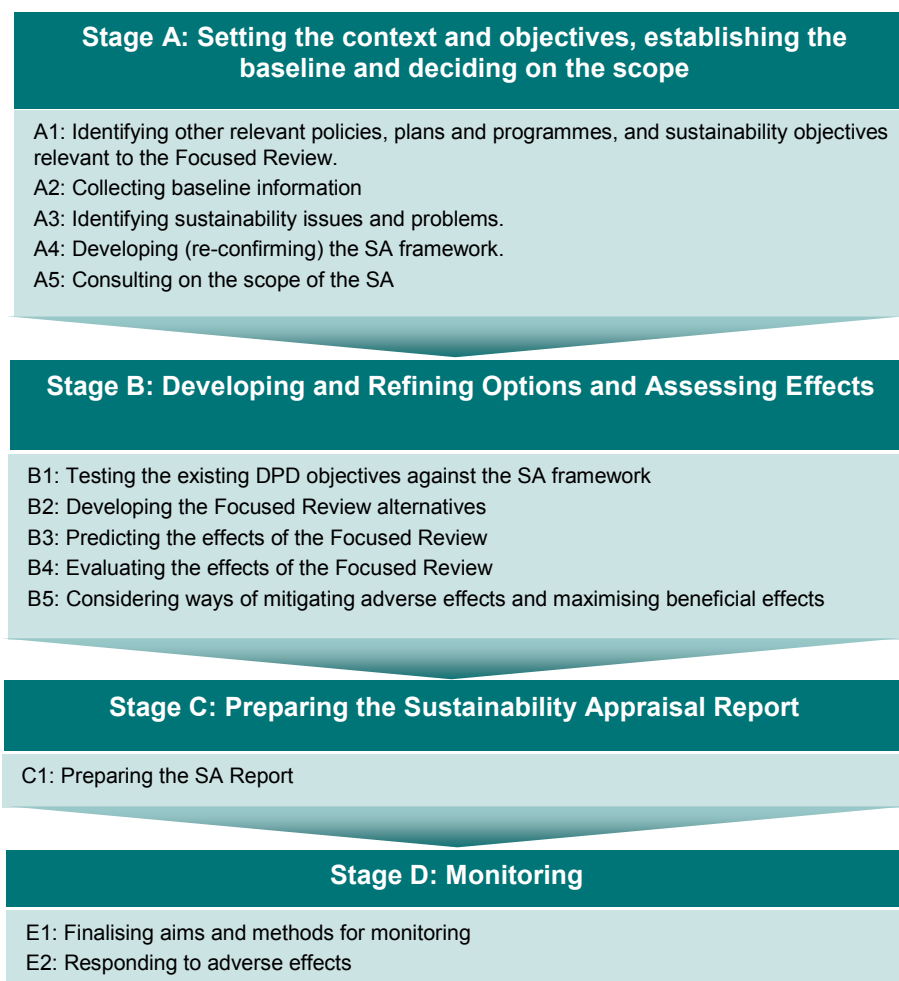 Stage A: Setting the context and objectives, establishing the
baseline and deciding on the scope
A1: Identifying other relevant policies, plans and programmes, and sustainability objectives
relevant to the Focused Review.
A2: Collecting baseline information
A3: Identifying sustainability issues and problems.
A4: Developing (re-confirming) the SA framework.
A5: Consulting on the scope of the SA
Stage B: Developing and Refining Options and Assessing Effects
B1: Testing the existing DPD objectives against the SA framework
B2: Developing the Focused Review alternatives
B3: Predicting the effects of the Focused Review
B4: Evaluating the effects of the Focused Review
B5: Considering ways of mitigating adverse effects and maximising beneficial effects
Stage C: Preparing the Sustainability Appraisal Report
C1: Preparing the SA Report
Stage D: Monitoring
E1: Finalising aims and methods for monitoring
E2: Responding to adverse effects